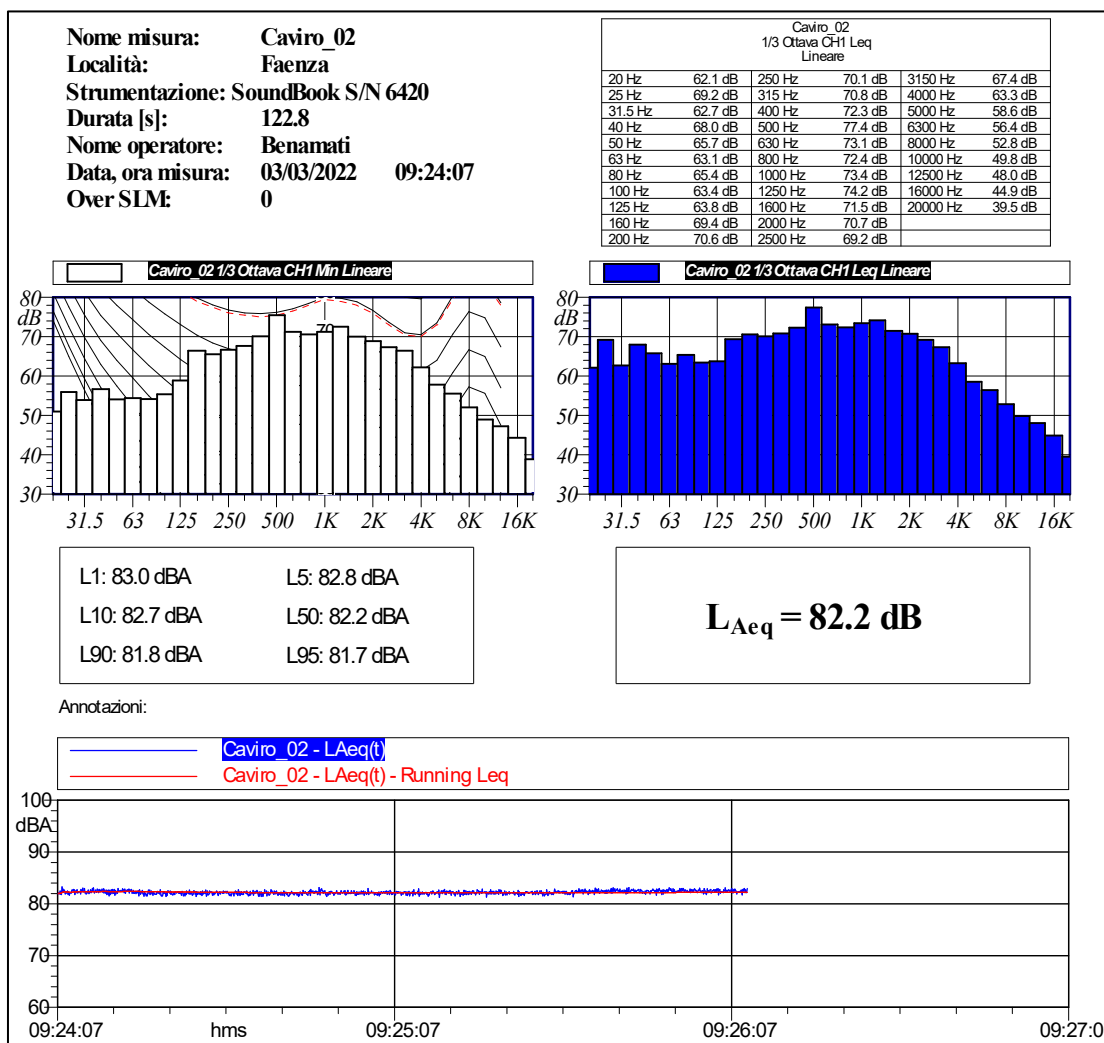 Nome misura: Caviro_02
Località: Faenza
Strumentazione: SoundBook S/N 6420
Durata [s]: 122.8
Nome operatore: Benamati
Data, ora misura: 03/03/2022 09:24:07
Over SLM: 0
Caviro_02
1/3 Ottava CH1 Leq
Lineare
20 Hz 62.1 dB 250 Hz 70.1 dB 3150 Hz 67.4 dB
25 Hz 69.2 dB 315 Hz 70.8 dB 4000 Hz 63.3 dB
31.5 Hz 62.7 dB 400 Hz 72.3 dB 5000 Hz 58.6 dB
40 Hz 68.0 dB 500 Hz 77.4 dB 6300 Hz 56.4 dB
50 Hz 65.7 dB 630 Hz 73.1 dB 8000 Hz 52.8 dB
63 Hz 63.1 dB 800 Hz 72.4 dB 10000 Hz 49.8 dB
80 Hz 65.4 dB 1000 Hz 73.4 dB 12500 Hz 48.0 dB
100 Hz 63.4 dB 1250 Hz 74.2 dB 16000 Hz 44.9 dB
125 Hz 63.8 dB 1600 Hz 71.5 dB 20000 Hz 39.5 dB
160 Hz 69.4 dB 2000 Hz 70.7 dB
200 Hz 70.6 dB 2500 Hz 69.2 dB
Caviro_02 1/3 Ottava CH1 Min Lineare
80
dB
70
60
50
40
30
70
31.5 63 125 250 500 1K 2K 4K 8K 16K
Caviro_02 1/3 Ottava CH1 Leq Lineare
80
dB
70
60
50
40
30
31.5 63 125 250 500 1K 2K 4K 8K 16K
L1: 83.0 dBA L5: 82.8 dBA
L10: 82.7 dBA L50: 82.2 dBA
L90: 81.8 dBA L95: 81.7 dBA
LAeq = 82.2 dB
Annotazioni:
Caviro_02 - LAeq(t)
Caviro_02 - LAeq(t) - Running Leq
100
dBA
90
80
70
60
09:24:07 hms 09:25:07 09:26:07 09:27:0